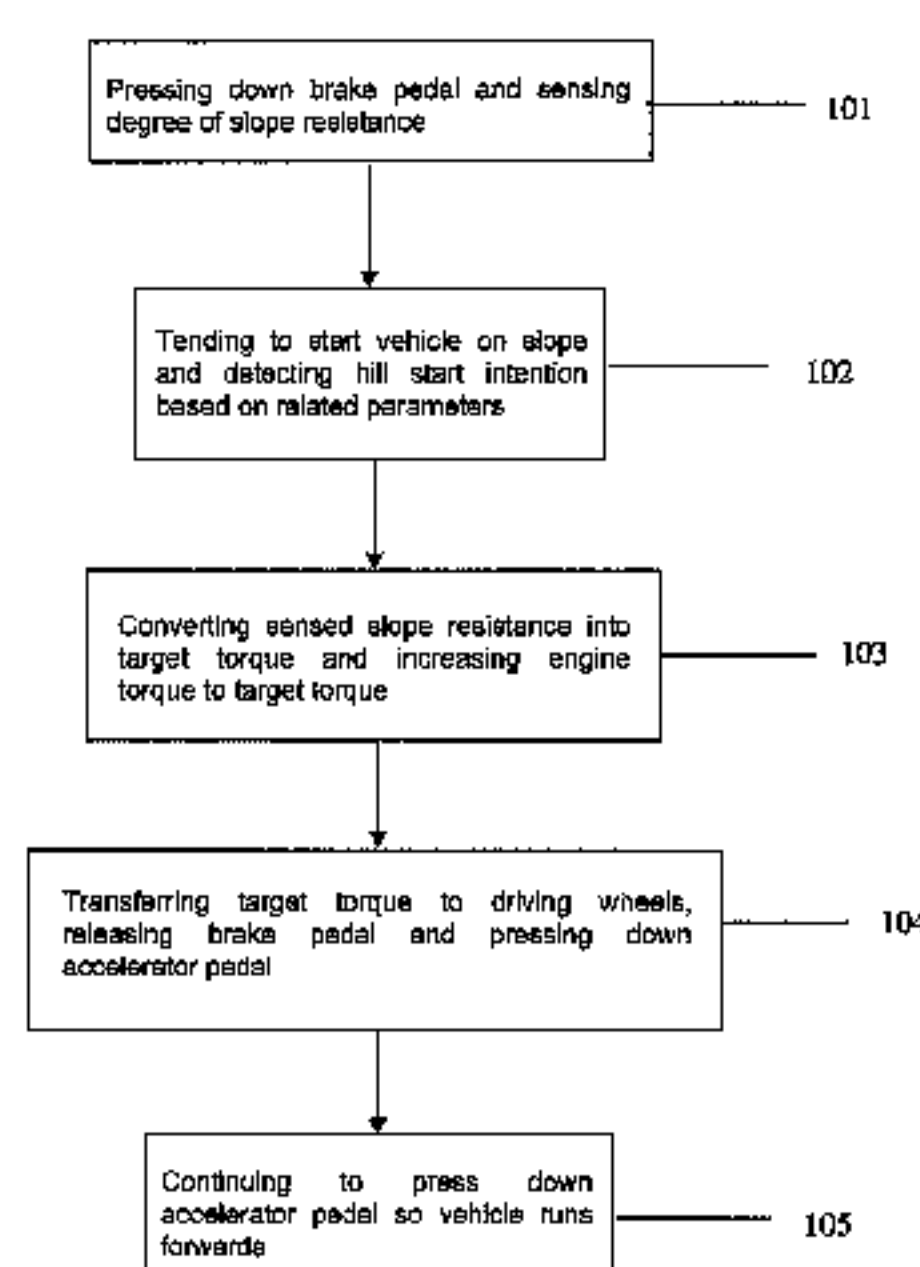 Pressing down brake pedal and sensing
degree of slope resistance
101
Tending to start vehicle on slope
and detecting hill start intention
based on related parameters
102
Converting sensed slope resistance into
target torque and increasing engine
torque to target torque
103
Transferring target torque to driving wheels,
releasing brake pedal and pressing down
accelerator pedal
104
Continuing to press down
accelerator pedal so vehicle runs
forwards
105